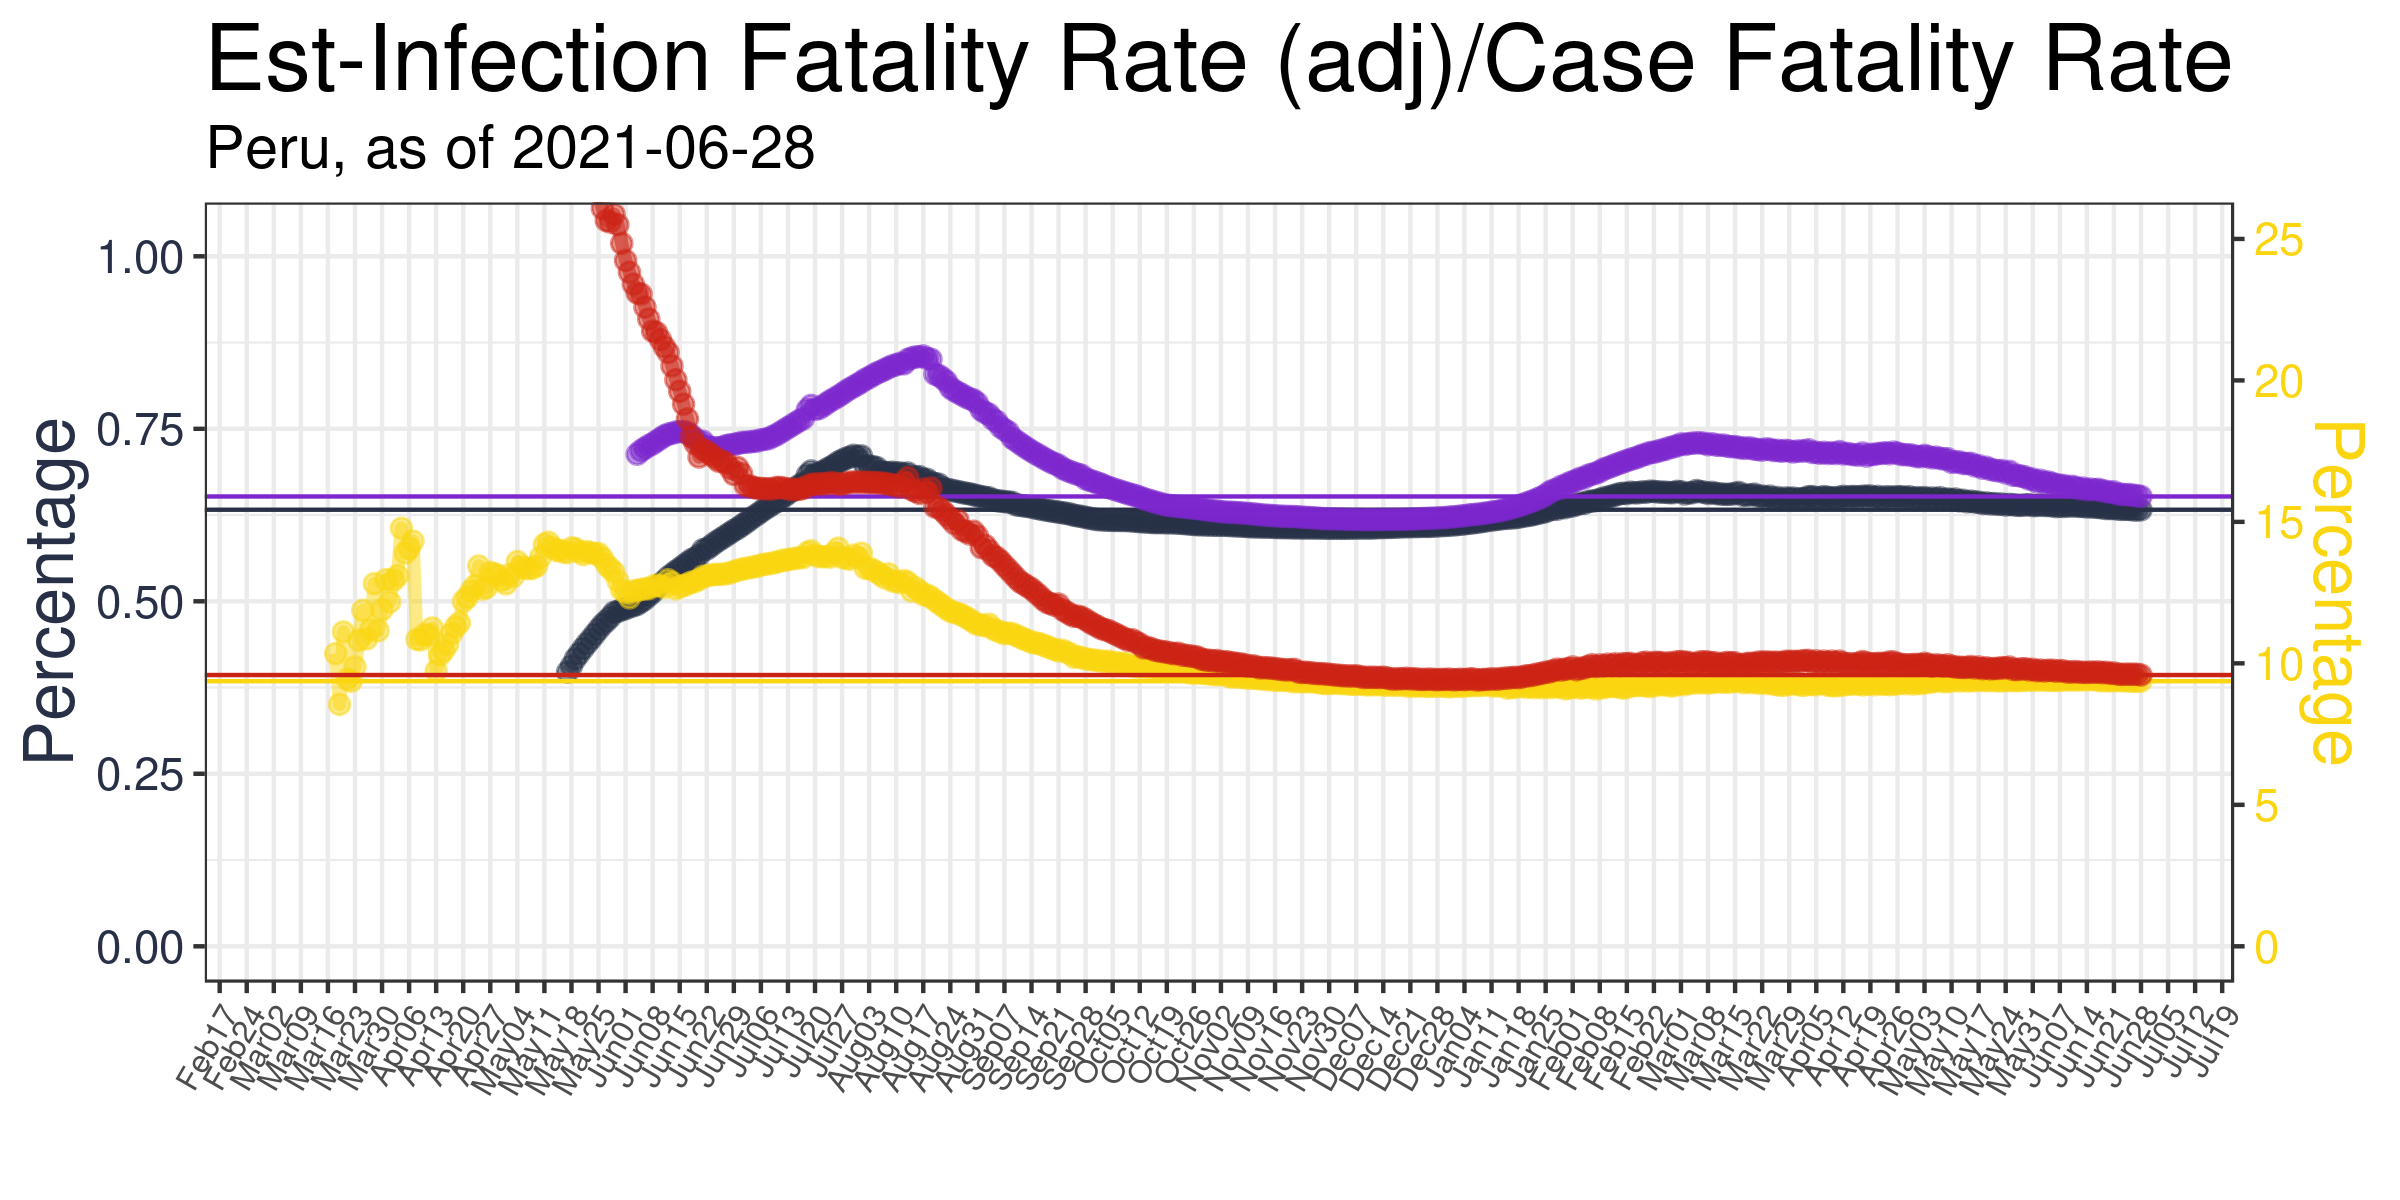 Est-Infection Fatality Rate (adj)/Case Fatality Rate
Peru, as of 2021-06-28
Percentage
1.00
0.75
0.50
0.25
0.00
25
20
15
10
5
0
Percentage
Feb17
Feb24
Mar02
Mar09
Mar16
Mar23
Mar30
Apr06
Apr13
Apr20
Apr27
May04
May11
May18
May25
Jun01
Jun08
Jun15
Jun22
Jun29
Jul06
Jul13
Jul20
Jul27
Aug03
Aug10
Aug17
Aug24
Aug31
Sep07
Sep14
Sep21
Sep28
Oct05
Oct12
Oct19
Oct26
Nov02
Nov09
Nov16
Nov23
Nov30
Dec07
Dec14
Dec21
Dec28
Jan04
Jan11
Jan18
Jan25
Feb01
Feb08
Feb15
Feb22
Mar01
Mar08
Mar15
Mar22
Mar29
Apr05
Apr12
Apr19
Apr26
May03
May10
May17
May24
May31
Jun07
Jun14
Jun21
Jun28
Jul05
Jul12
Jul19